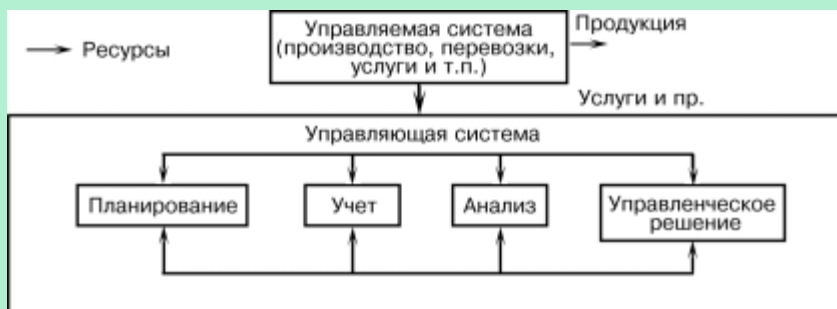 Ресурсы
Управляемая система
(производство, перевозки,
услуги и т.п.)
Продукция
Услуги и пр.
Управляющая система
Планирование
Учет
Анализ
Управленческое
решение